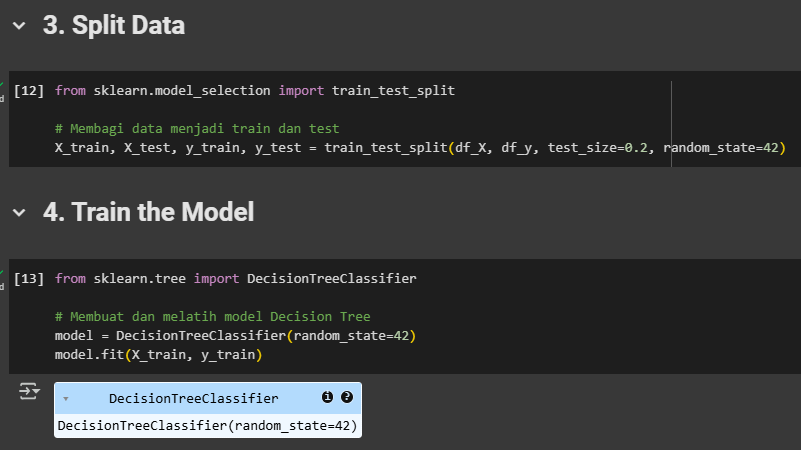 3. Split Data
[12] from sklearn.model_selection import train_test_split
# Membagi data menjadi train dan test
X_train, X_test, y_train, y_test = train_test_split(df_X, df_y, test_size=0.2, random_state=42)
4. Train the Model
[13] from sklearn.tree import DecisionTreeClassifier
# Membuat dan melatih model Decision Tree
model = DecisionTreeClassifier(random_state=42)
model.fit(X_train, y_train)
DecisionTreeClassifier i ?
DecisionTreeClassifier(random_state=42)